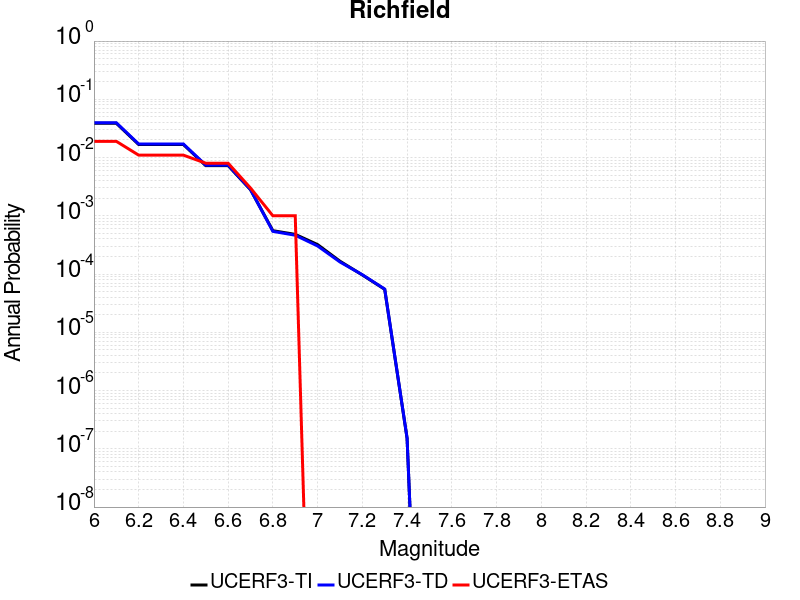 Richfield
10^0
10^-1
10^-2
10^-3
10^-4
10^-5
10^-6
10^-7
10^-8
Annual Probability
6 6.2 6.4 6.6 6.8 7 7.2 7.4 7.6 7.8 8 8.2 8.4 8.6 8.8 9
Magnitude
UCERF3-TI UCERF3-TD UCERF3-ETAS